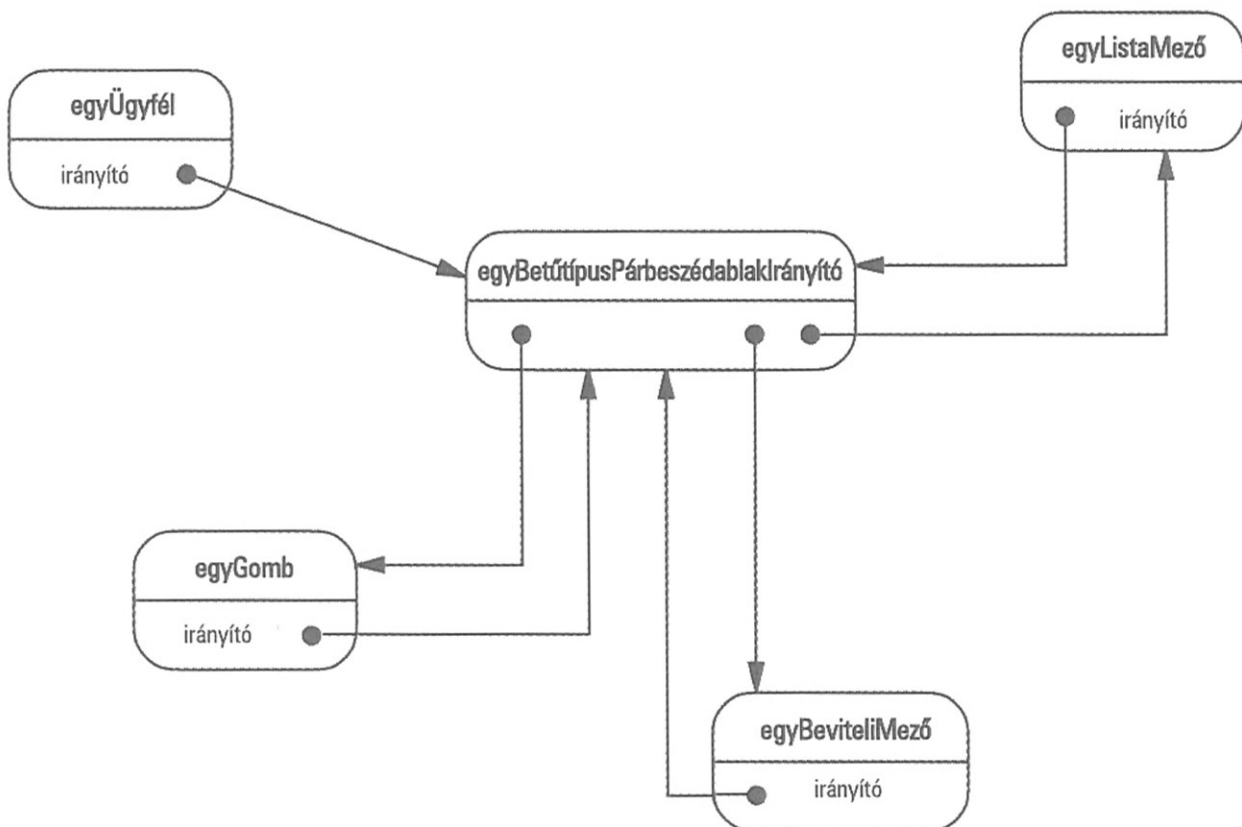 egyListaMező
irányító
egyÜgyfél
irányító
egyBetűtípusPárbeszédablakIrányító
egyGomb
irányító
egyBeviteliMező
irányító